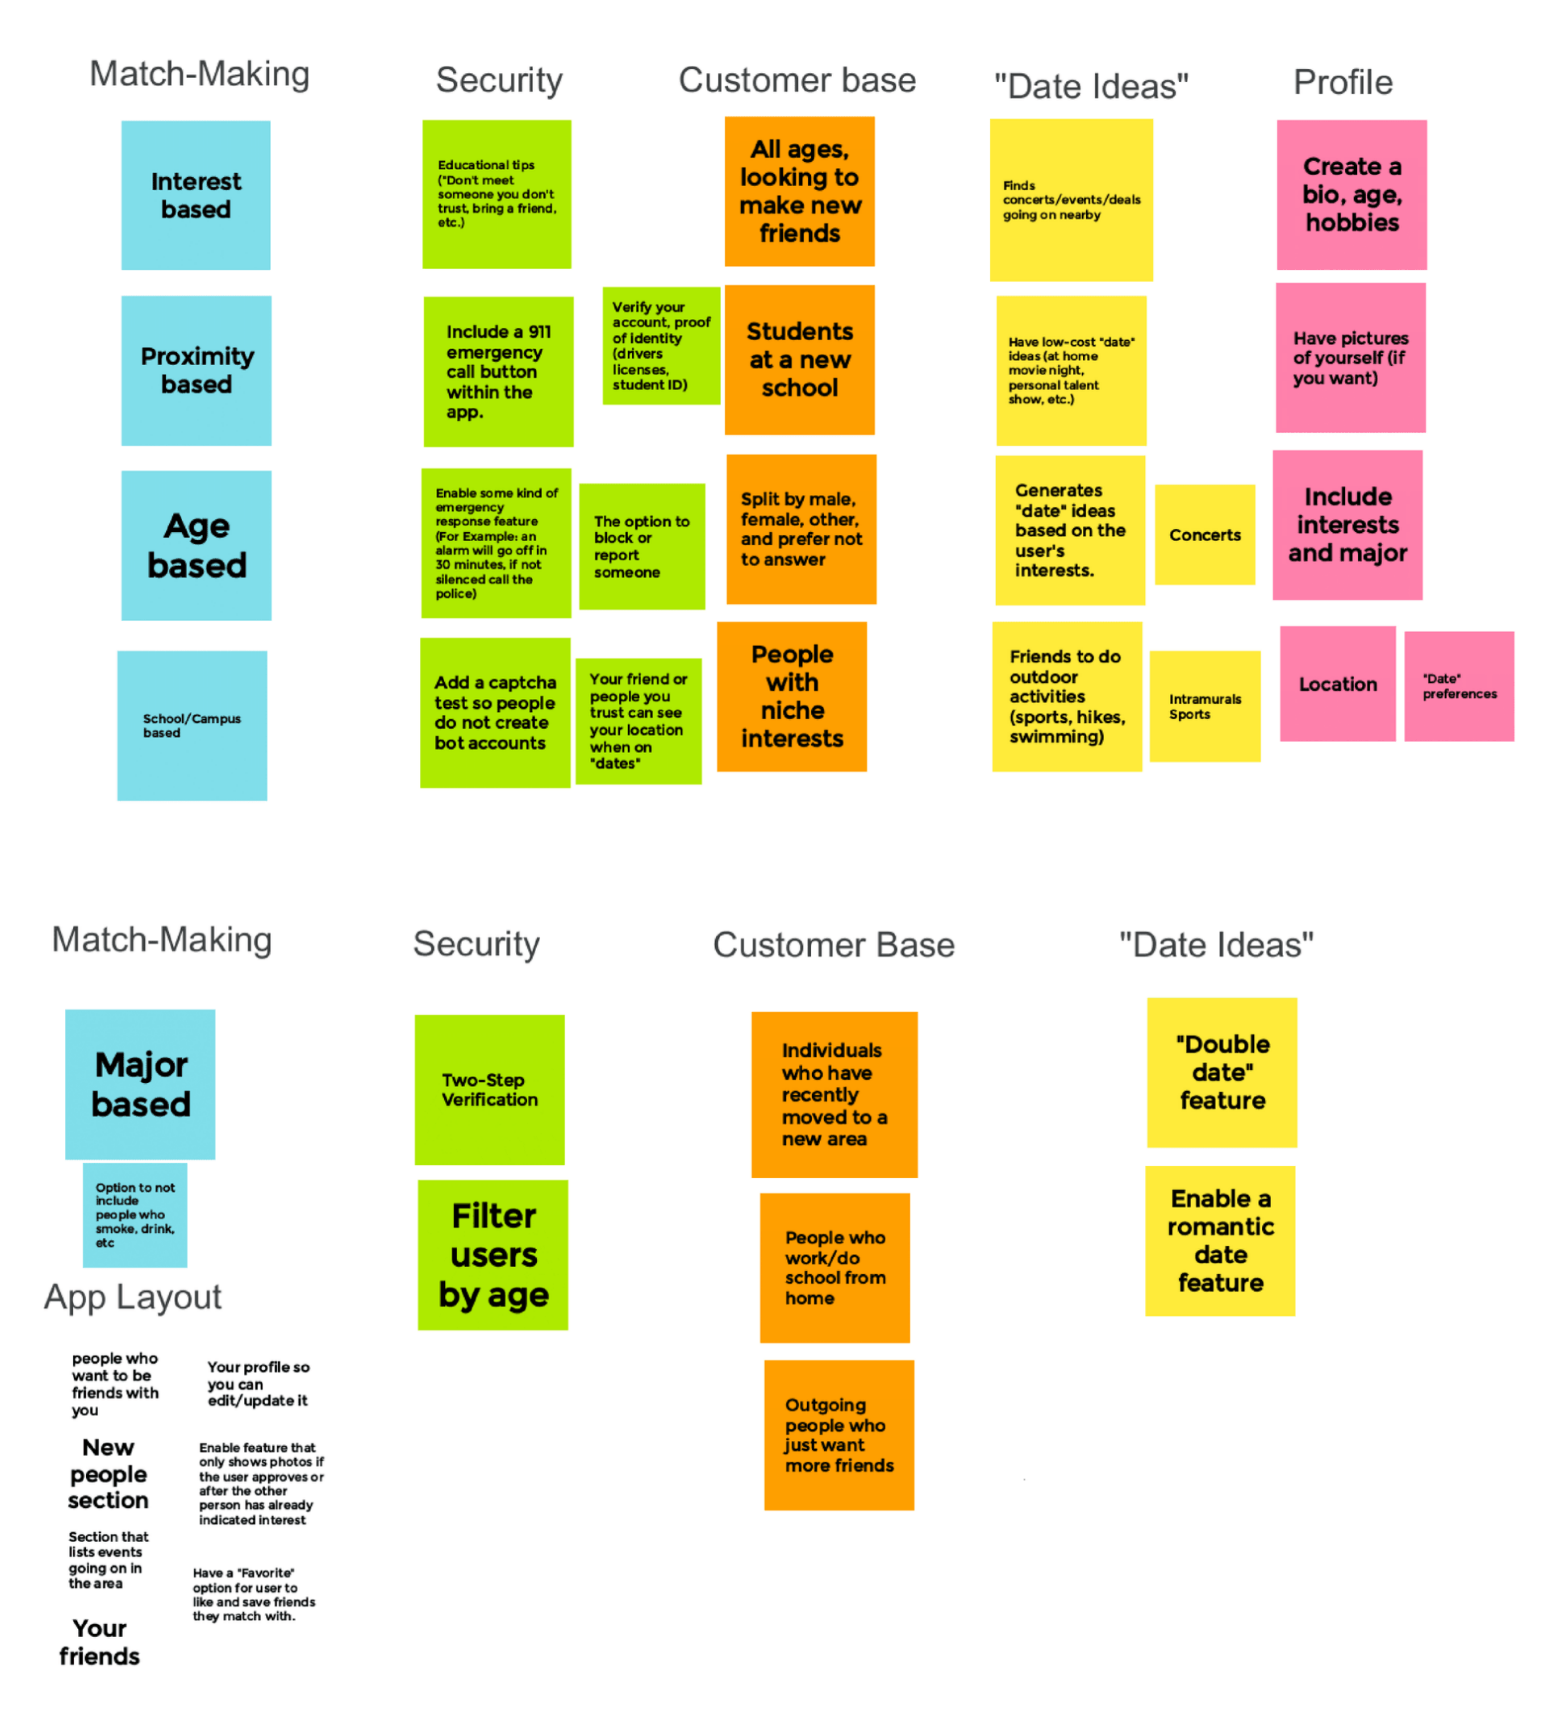 Match-Making
Interest
based
Proximity
based
Age
based
School/Campus
based
Security
Educational tips
("Don't meet
someone you don't
trust, bring a friend,
etc.)
Include a 911
emergency
call button
within the
app.
Verify your
account, proof
of identity
(drivers
licenses,
student ID)
Enable some kind of
emergency
response feature
(For Example: an
alarm will go off in
30 minutes, if not
silenced call the
police)
The option to
block or
report
someone
Add a captcha
test so people
do not create
bot accounts
Your friend or
people you
trust can see
your location
when on
"dates"
Customer base
All ages,
looking to
make new
friends
Students
at a new
school
Split by male,
female, other,
and prefer not
to answer
People
with
niche
interests
"Date Ideas"
Finds
concerts/events/deals
going on nearby
Have low-cost "date"
ideas (at home
movie night,
personal talent
show, etc.)
Generates
"date" ideas
based on the
user's
interests.
Concerts
Friends to do
outdoor
activities
(sports, hikes,
swimming)
Intramurals
Sports
Profile
Create a
bio, age,
hobbies
Have pictures
of yourself (if
you want)
Include
interests
and major
Location
"Date"
preferences
Match-Making
Major
based
Option to not
include
people who
smoke, drink,
etc
Security
Two-Step
Verification
Filter
users
by age
Customer Base
Individuals
who have
recently
moved to a
new area
People who
work/do
school from
home
Outgoing
people who
just want
more friends
"Date Ideas"
"Double
date"
feature
Enable a
romantic
date
feature
App Layout
people who
want to be
friends with
you
Your profile so
you can
edit/update it
New
people
section
Enable feature that
only shows photos if
the user approves or
after the other
person has already
indicated interest
Section that
lists events
going on in
the area
Have a "Favorite"
option for user to
like and save friends
they match with.
Your
friends